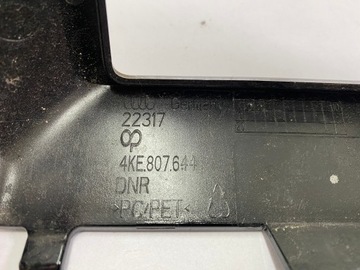 Germany
22317
4KE.807.644
DNR
>PC/PET<